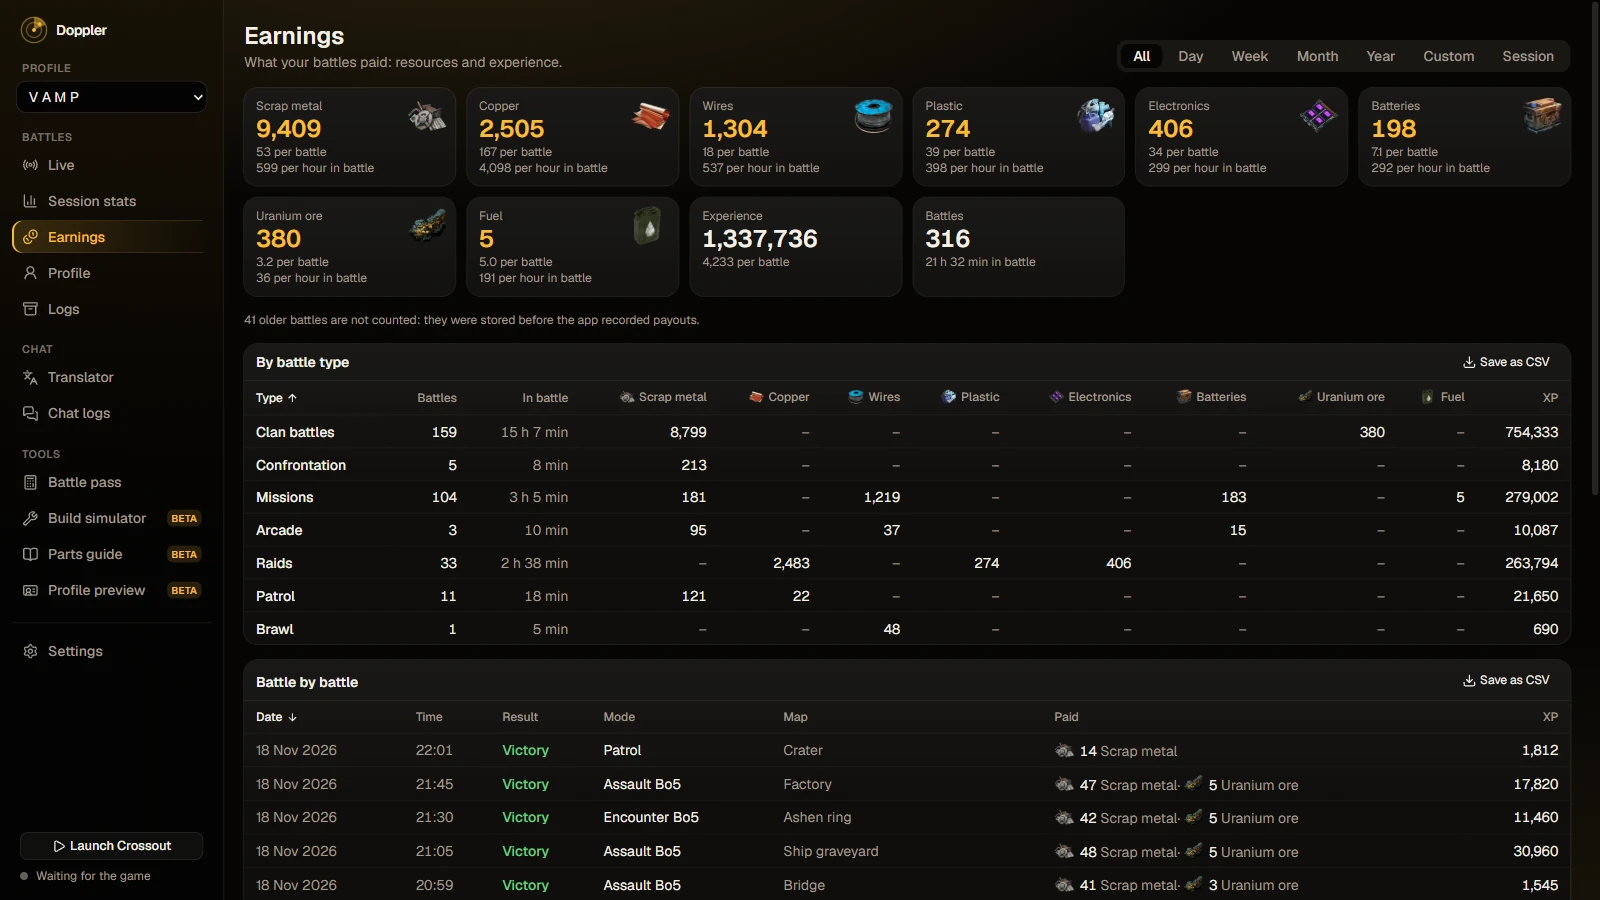 Doppler
PROFILE
V A M P
BATTLES
Live
Session stats
Earnings
Profile
Logs
CHAT
Translator
Chat logs
TOOLS
Battle pass
Build simulator BETA
Parts guide BETA
Profile preview BETA
Settings
Launch Crossout
Waiting for the game
Earnings
What your battles paid: resources and experience.
All Day Week Month Year Custom Session
Scrap metal
9,409
53 per battle
599 per hour in battle
Copper
2,505
167 per battle
4,098 per hour in battle
Wires
1,304
18 per battle
537 per hour in battle
Plastic
274
39 per battle
398 per hour in battle
Electronics
406
34 per battle
299 per hour in battle
Batteries
198
7.1 per battle
292 per hour in battle
Uranium ore
380
3.2 per battle
36 per hour in battle
Fuel
5
5.0 per battle
191 per hour in battle
Experience
1,337,736
4,233 per battle
Battles
316
21 h 32 min in battle
41 older battles are not counted: they were stored before the app recorded payouts.
By battle type Save as CSV
Type ↑ Battles In battle Scrap metal Copper Wires Plastic Electronics Batteries Uranium ore Fuel XP
Clan battles 159 15 h 7 min 8,799 – – – – – 380 – 754,333
Confrontation 5 8 min 213 – – – – – – – 8,180
Missions 104 3 h 5 min 181 – 1,219 – – 183 – 5 279,002
Arcade 3 10 min 95 – 37 – – 15 – – 10,087
Raids 33 2 h 38 min – 2,483 – 274 406 – – – 263,794
Patrol 11 18 min 121 22 – – – – – – 21,650
Brawl 1 5 min – – 48 – – – – – 690
Battle by battle Save as CSV
Date ↓ Time Result Mode Map Paid XP
18 Nov 2026 22:01 Victory Patrol Crater 14 Scrap metal 1,812
18 Nov 2026 21:45 Victory Assault Bo5 Factory 47 Scrap metal· 5 Uranium ore 17,820
18 Nov 2026 21:30 Victory Encounter Bo5 Ashen ring 42 Scrap metal· 5 Uranium ore 11,460
18 Nov 2026 21:05 Victory Assault Bo5 Ship graveyard 48 Scrap metal· 5 Uranium ore 30,960
18 Nov 2026 20:59 Victory Assault Bo5 Bridge 41 Scrap metal· 3 Uranium ore 1,545